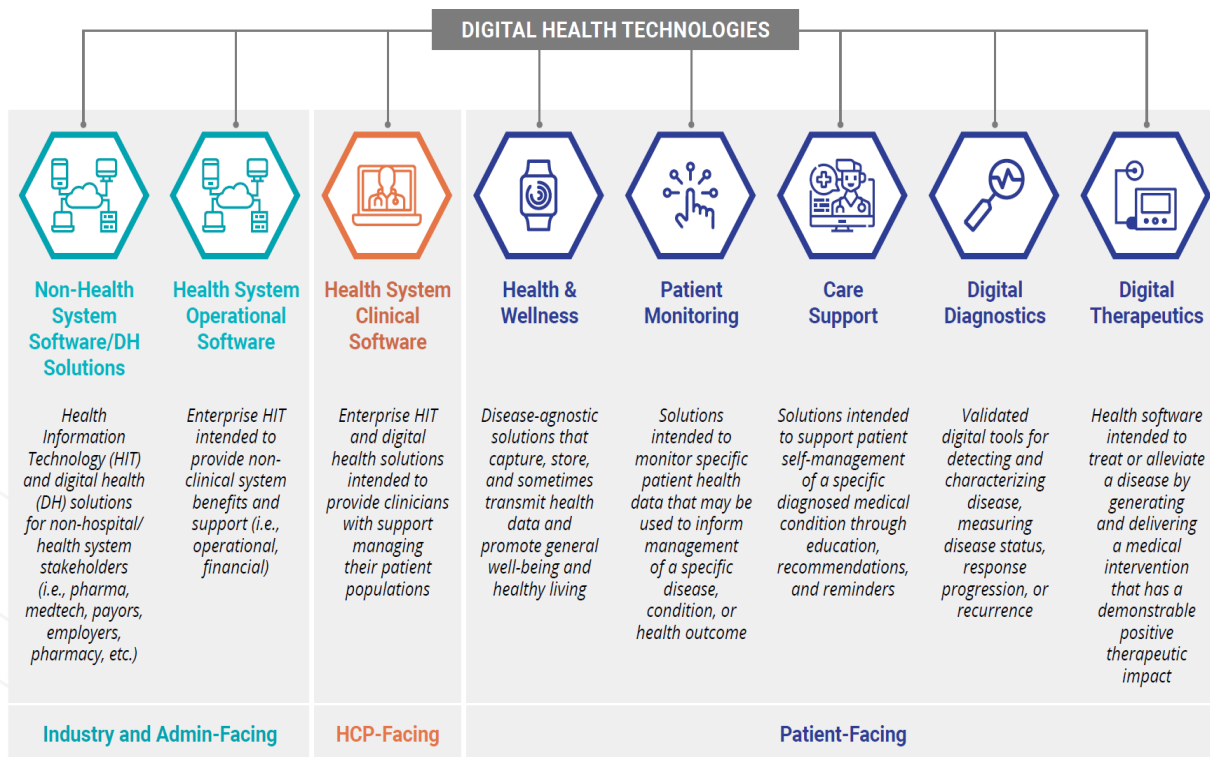 DIGITAL HEALTH TECHNOLOGIES
Non-Health
System
Software/DH
Solutions
Health
Information
Technology (HIT)
and digital health
(DH) solutions
for non-hospital/
health system
stakeholders
(i.e., pharma,
medtech, payors,
employers,
pharmacy, etc.)
Health System
Operational
Software
Enterprise HIT
intended to
provide non-
clinical system
benefits and
support (i.e.,
operational,
financial)
Health System
Clinical
Software
Enterprise HIT
and digital
health solutions
intended to
provide clinicians
with support
managing
their patient
populations
Health &
Wellness
Disease-agnostic
solutions that
capture, store,
and sometimes
transmit health
data and
promote general
well-being and
healthy living
Patient
Monitoring
Solutions
intended to
monitor specific
patient health
data that may be
used to inform
management
of a specific
disease,
condition, or
health outcome
Care
Support
Solutions intended
to support patient
self-management
of a specific
diagnosed medical
condition through
education,
recommendations,
and reminders
Digital
Diagnostics
Validated
digital tools for
detecting and
characterizing
disease,
measuring
disease status,
response
progression, or
recurrence
Digital
Therapeutics
Health software
intended to
treat or alleviate
a disease by
generating
and delivering
a medical
intervention
that has a
demonstrable
positive
therapeutic
impact
Industry and Admin-Facing
HCP-Facing
Patient-Facing